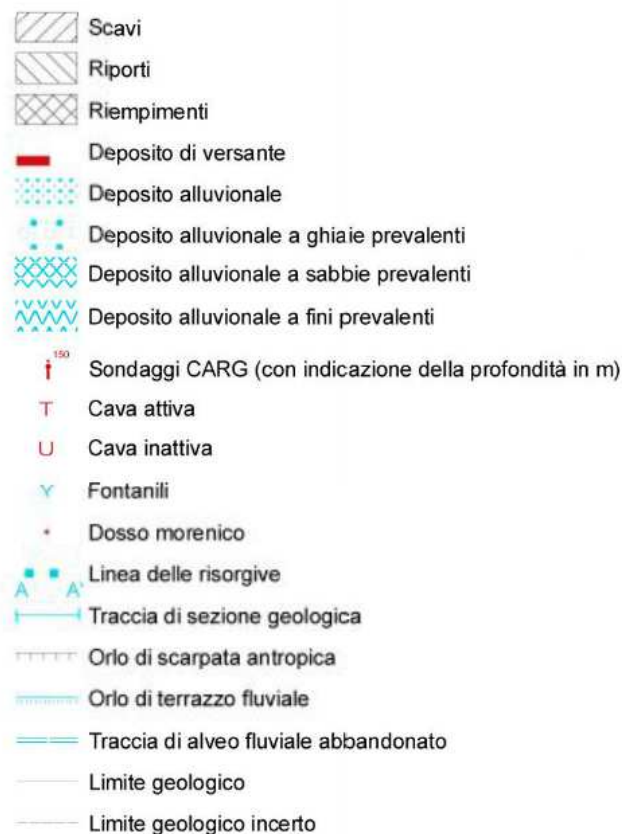 Scavi
Riporti
Riempimenti
Deposito di versante
Deposito alluvionale
Deposito alluvionale a ghiaie prevalenti
Deposito alluvionale a sabbie prevalenti
Deposito alluvionale a fini prevalenti
150 Sondaggi CARG (con indicazione della profondità in m)
T Cava attiva
U Cava inattiva
Fontanili
Dosso morenico
Linea delle risorgive
A A'
Traccia di sezione geologica
Orlo di scarpata antropica
Orlo di terrazzo fluviale
Traccia di alveo fluviale abbandonato
Limite geologico
Limite geologico incerto